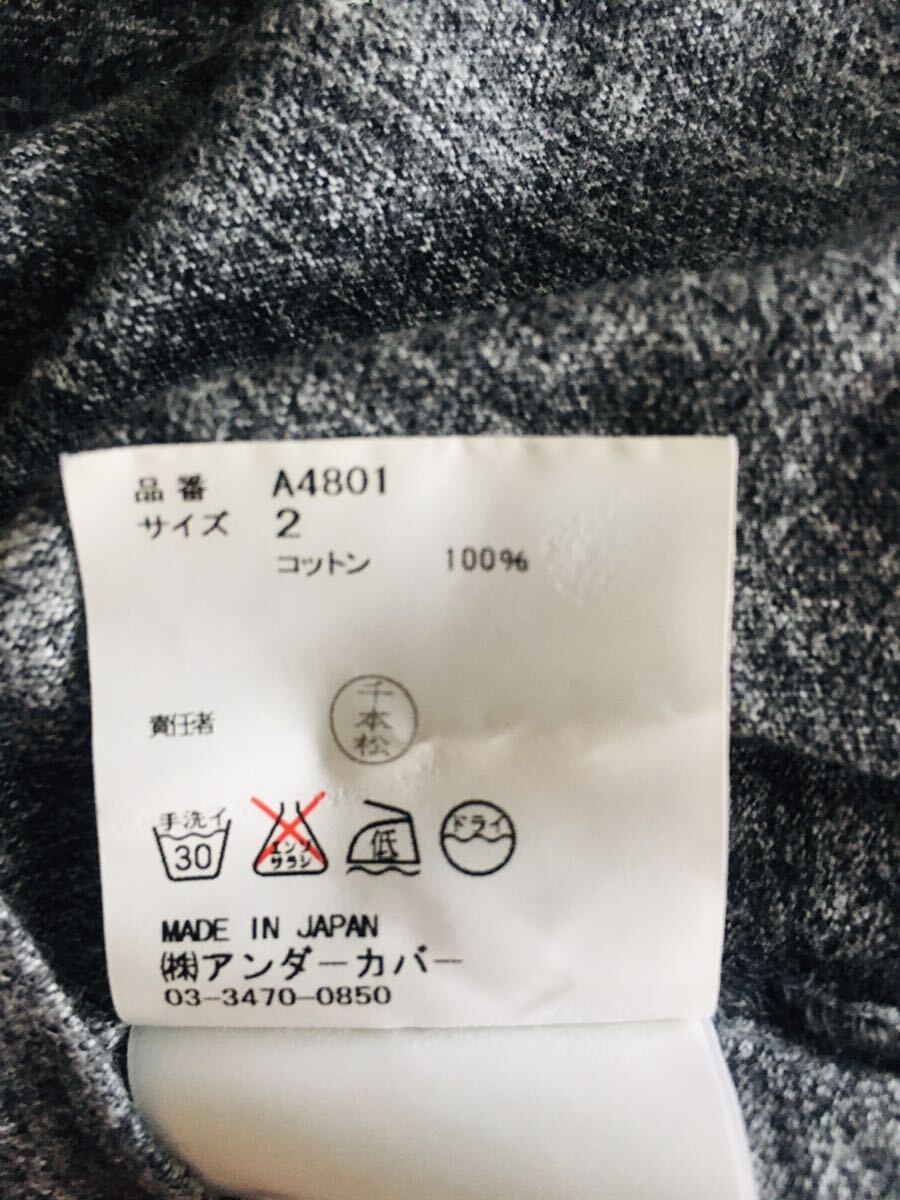 品番 A4801
サイズ 2
コットン 100%
責任者
千
本
松
手洗イ
30
エンソ
サラシ
低
ドライ
MADE IN JAPAN
㈱アンダーカバー
03-3470-0850